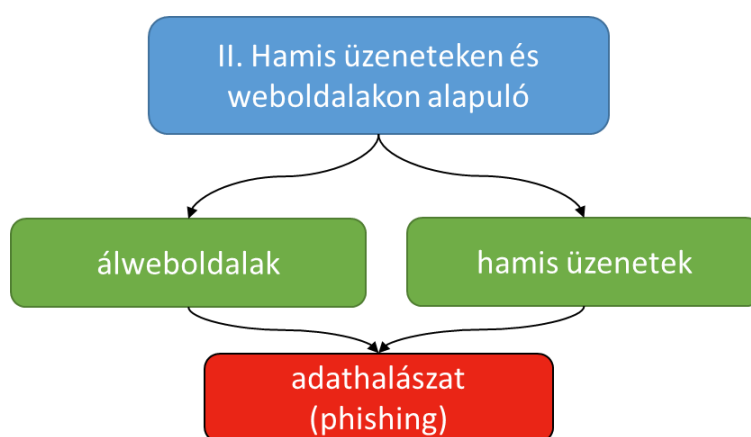 II. Hamis üzeneteken és
weboldalakon alapuló
álweboldalak
hamis üzenetek
adathalászat
(phishing)